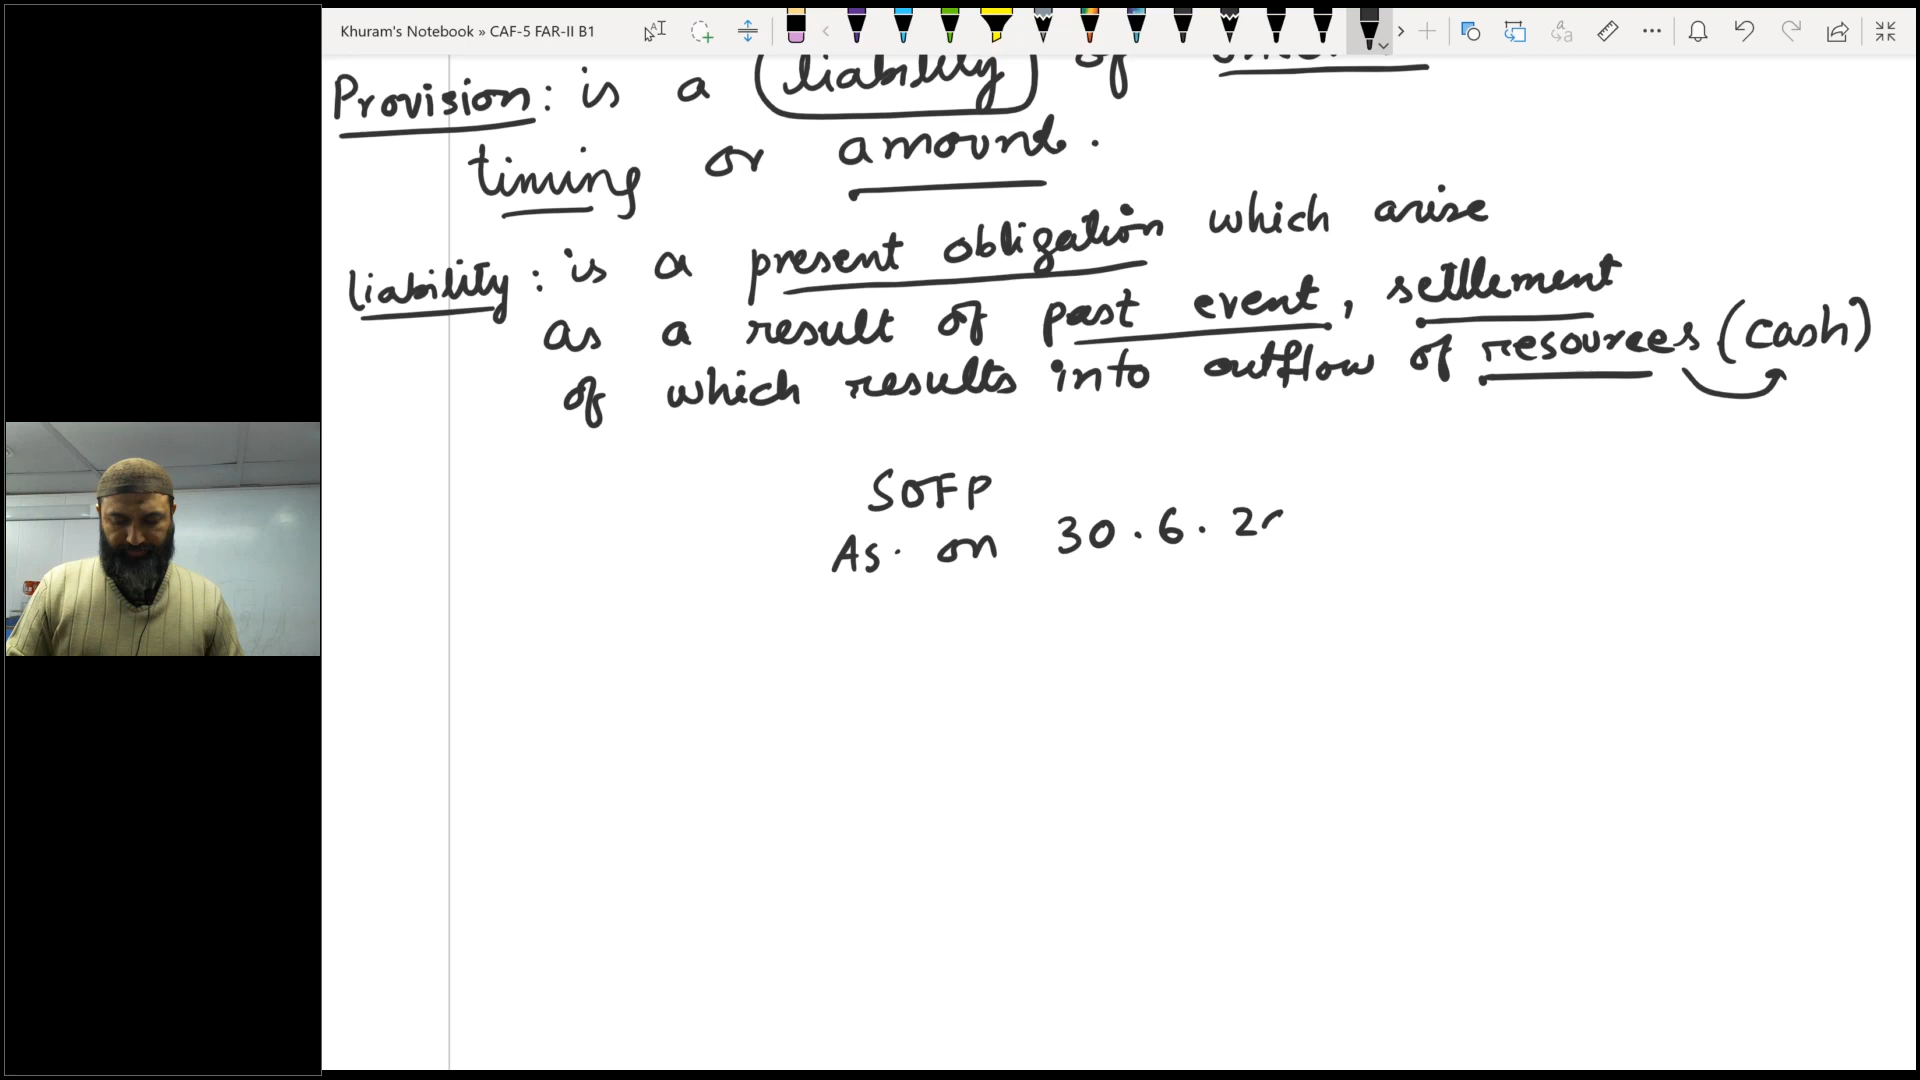 Khuram's Notebook » CAF-5 FAR-II B1
Provision: is a liability of
timing or amount.
Liability: is a present obligation which arise
as a result of past event, settlement
of which results into outflow of resources (cash)
SOFP
As. on 30.6.20